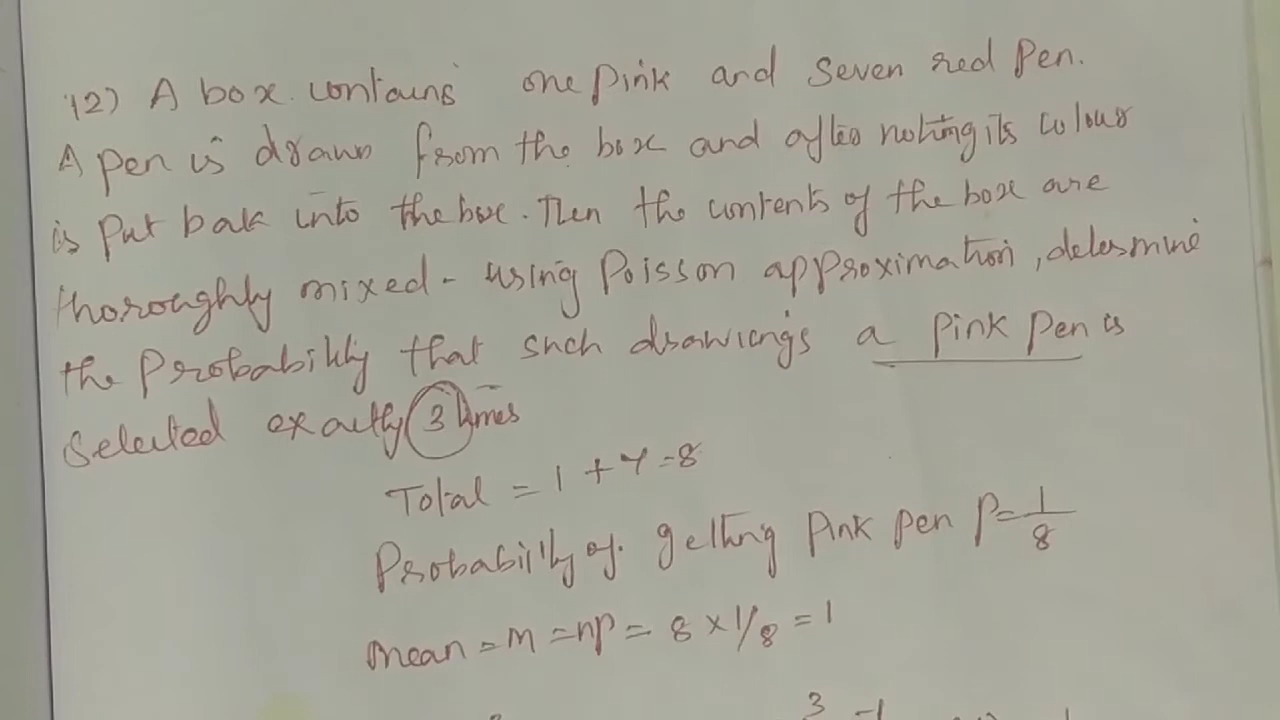 12) A box contains one pink and seven red pen.
A pen is drawn from the box and after noting its colour
is put bak into the box. Then the contents of the box are
thoroughly mixed - using Poisson approximation, determine
the Probability that such drawings a pink pen is
selected exactly 3 times
Total = 1 + 7 = 8
Probability of getting Pink pen P = 1/8
mean = m = np = 8 × 1/8 = 1
3 -1